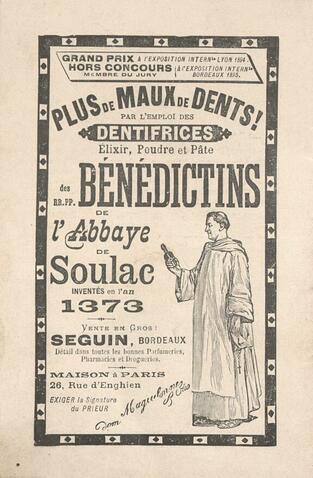 GRAND PRIX à l'EXPOSITION INTERNle LYON 1894
HORS CONCOURS à l'EXPOSITION INTERNle
MEMBRE DU JURY BORDEAUX 1895.
PLUS DE MAUX DE DENTS!
PAR L'EMPLOI DES
DENTIFRICES
Élixir, Poudre et Pâte
des
RR.PP. BÉNÉDICTINS
DE
l'Abbaye
DE
Soulac
INVENTÉS en l'an
1373
VENTE EN GROS:
SEGUIN, BORDEAUX
Détail dans toutes les bonnes Parfumeries,
Pharmacies et Drogueries.
MAISON à PARIS
26, Rue d'Enghien
EXIGER la Signature
du PRIEUR
Dom Maguelonne